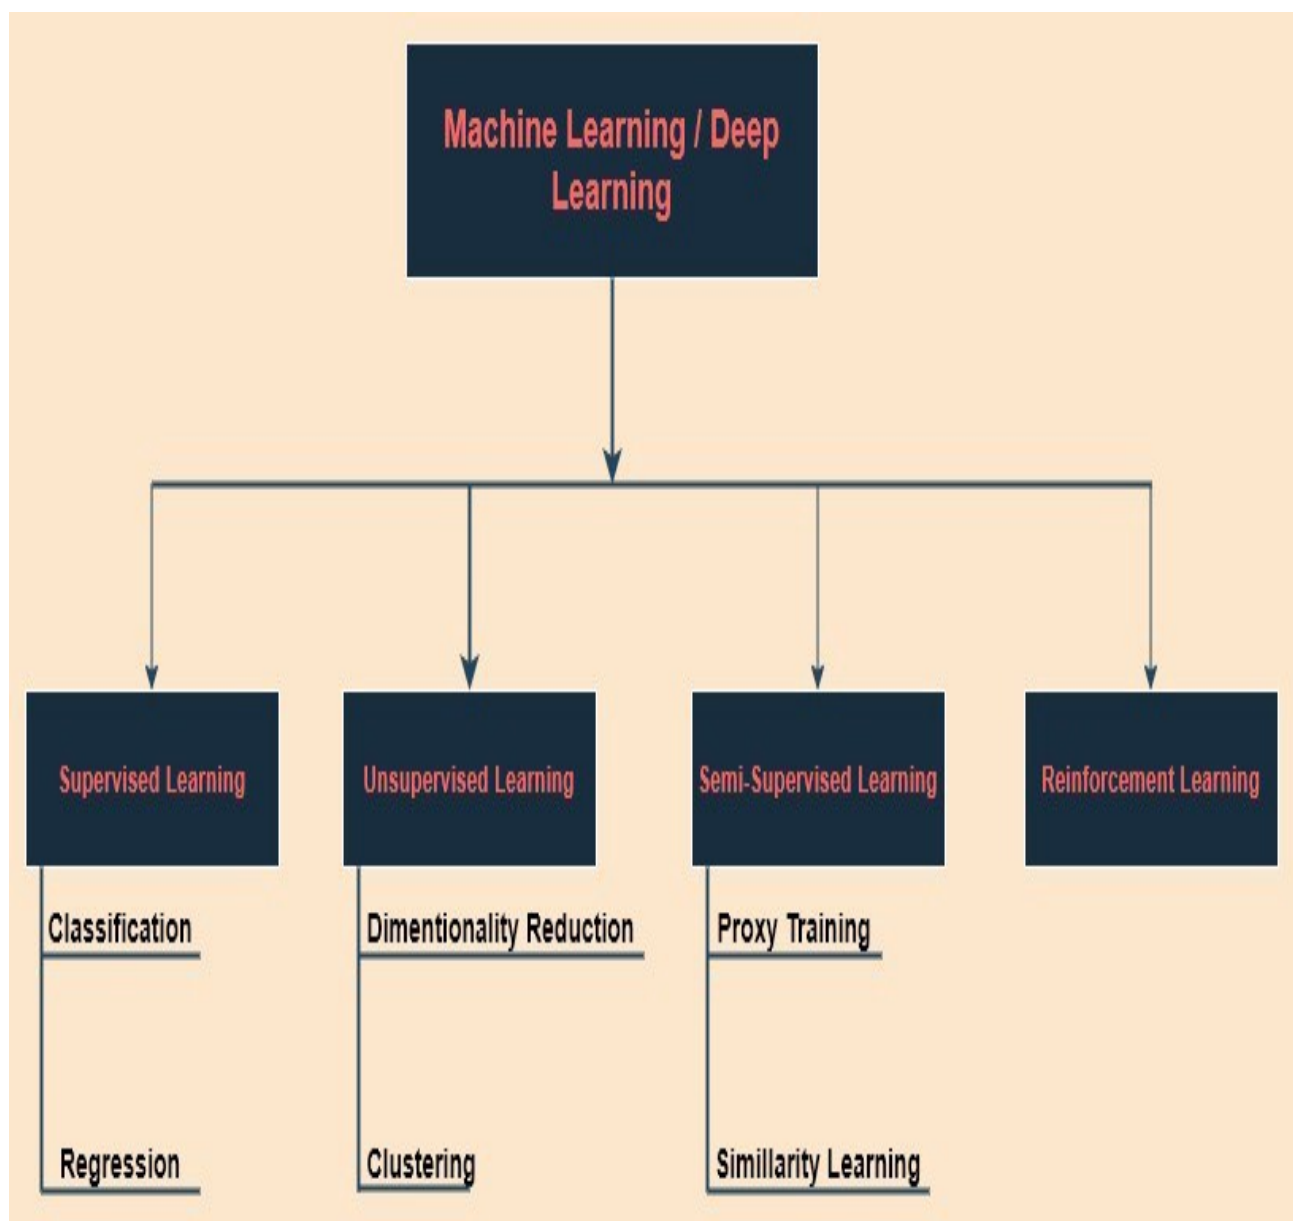 Machine Learning / Deep
Learning
Supervised Learning
Unsupervised Learning
Semi-Supervised Learning
Reinforcement Learning
Classification
Dimentionality Reduction
Proxy Training
Regression
Clustering
Simillarity Learning